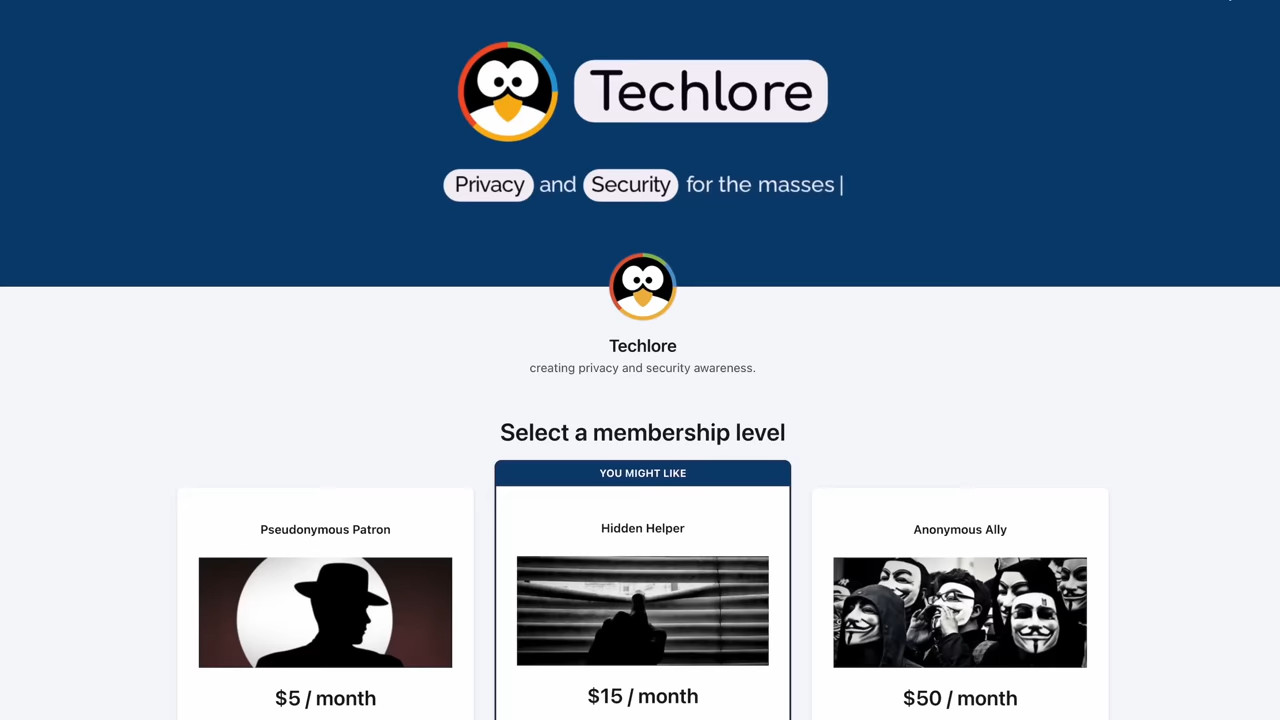 Techlore
Privacy and Security for the masses |
Techlore
creating privacy and security awareness.
Select a membership level
YOU MIGHT LIKE
Pseudonymous Patron
Hidden Helper
Anonymous Ally
$5 / month
$15 / month
$50 / month